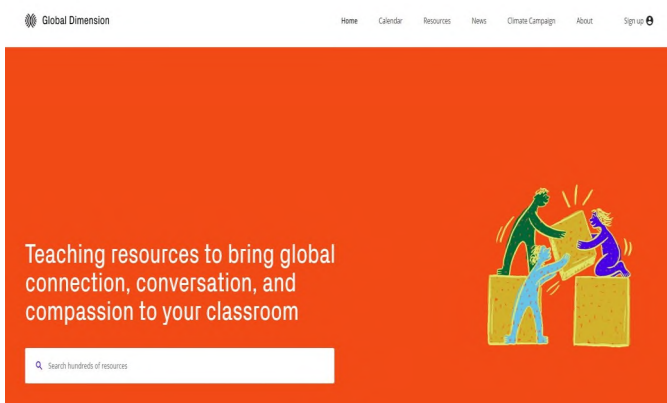 Global Dimension
Home Calendar Resources News Climate Campaign About Sign up
Teaching resources to bring global
connection, conversation, and
compassion to your classroom
Search hundreds of resources